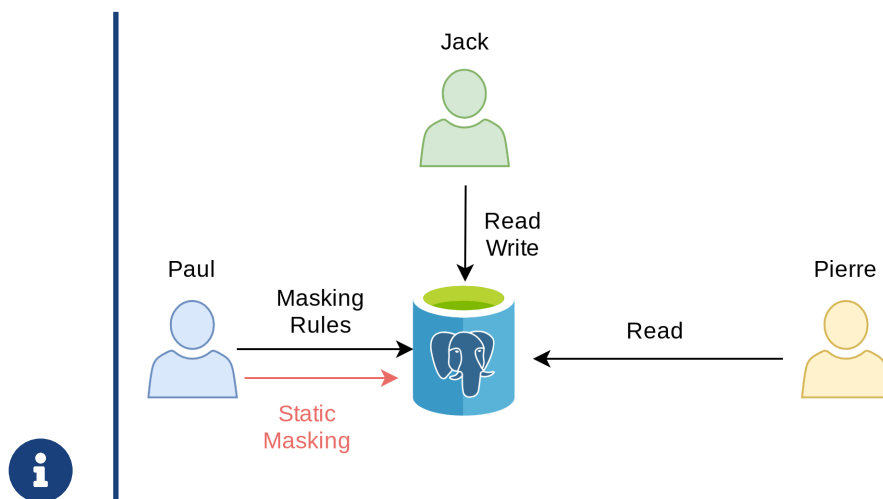 Jack
Read
Write
Paul
Pierre
Masking
Rules
Read
Static
Masking